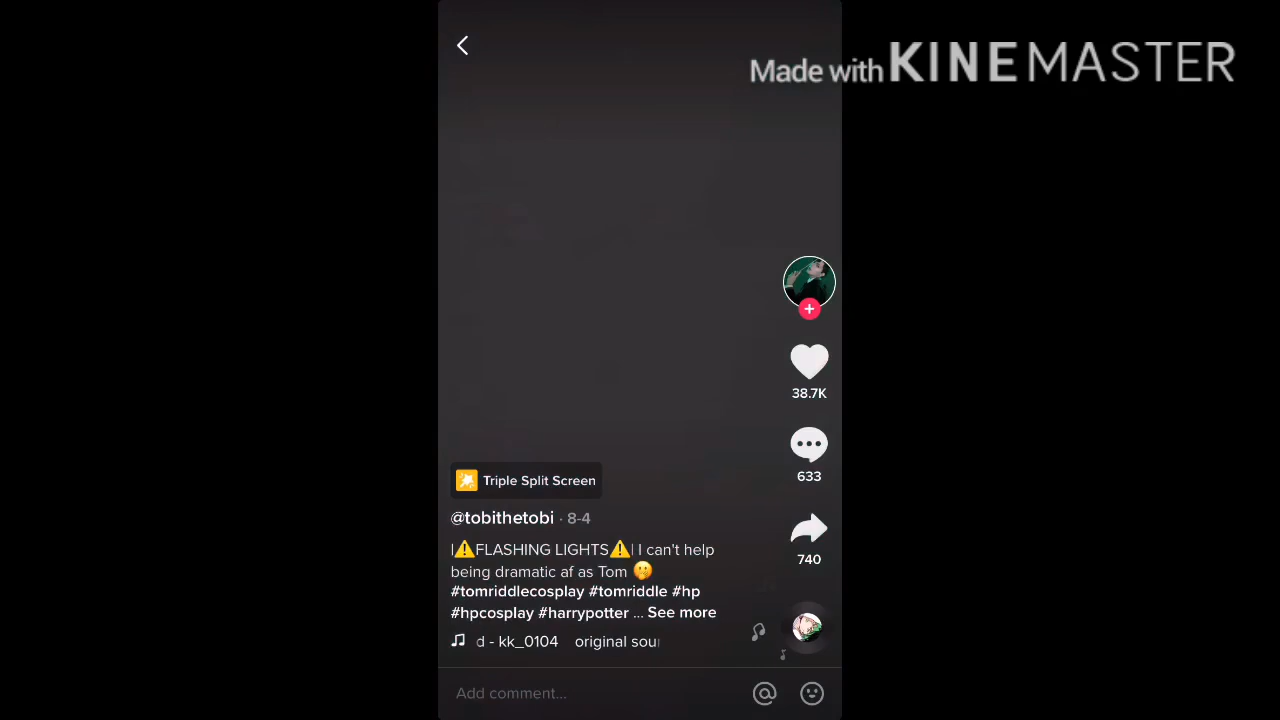 Made with KINEMASTER
38.7K
633
Triple Split Screen
@tobithetobi · 8-4
740
|⚠️FLASHING LIGHTS⚠️| I can't help
being dramatic af as Tom 🤫
#tomriddlecosplay #tomriddle #hp
#hpcosplay #harrypotter ... See more
d - kk_0104 original sou
Add comment...